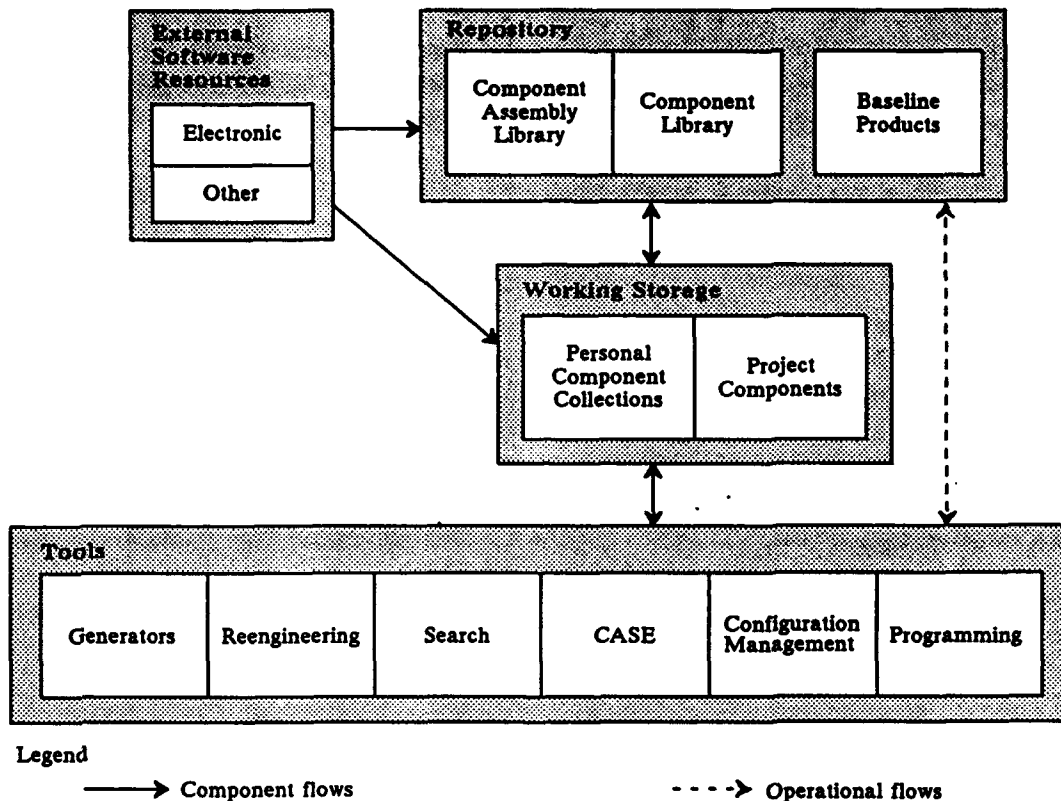 External
Software
Resources
Electronic
Other
Repository
Component
Assembly
Library
Component
Library
Baseline
Products
Working Storage
Personal
Component
Collections
Project
Components
Tools
Generators
Reengineering
Search
CASE
Configuration
Management
Programming
Legend
Component flows
Operational flows